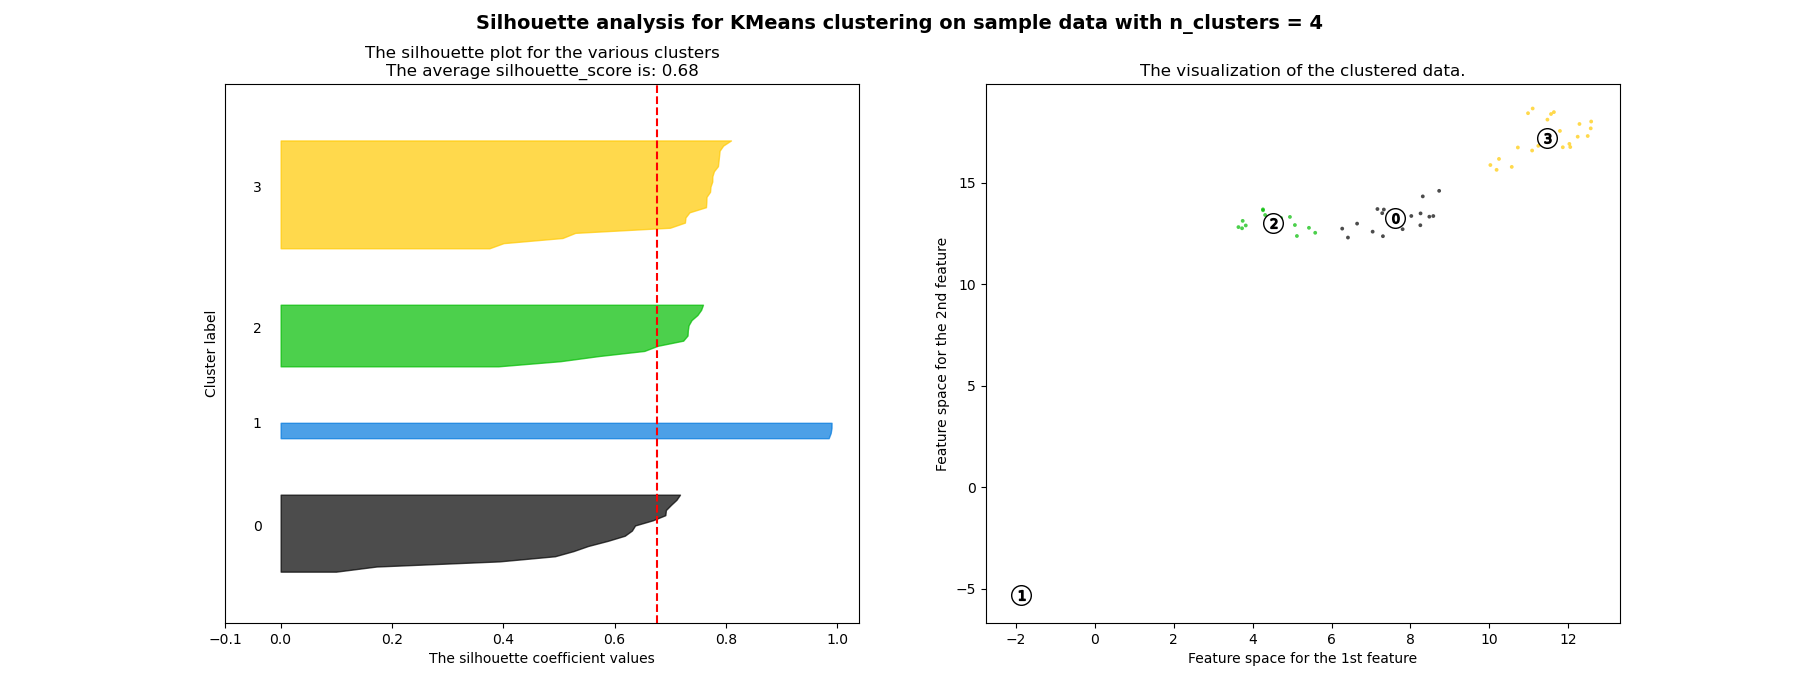 Silhouette analysis for KMeans clustering on sample data with n_clusters = 4
The silhouette plot for the various clusters
The average silhouette_score is: 0.68
3
2
1
0
Cluster label
−0.1 0.0 0.2 0.4 0.6 0.8 1.0
The silhouette coefficient values
The visualization of the clustered data.
15
10
5
0
−5
Feature space for the 2nd feature
3
2
0
1
−2 0 2 4 6 8 10 12
Feature space for the 1st feature